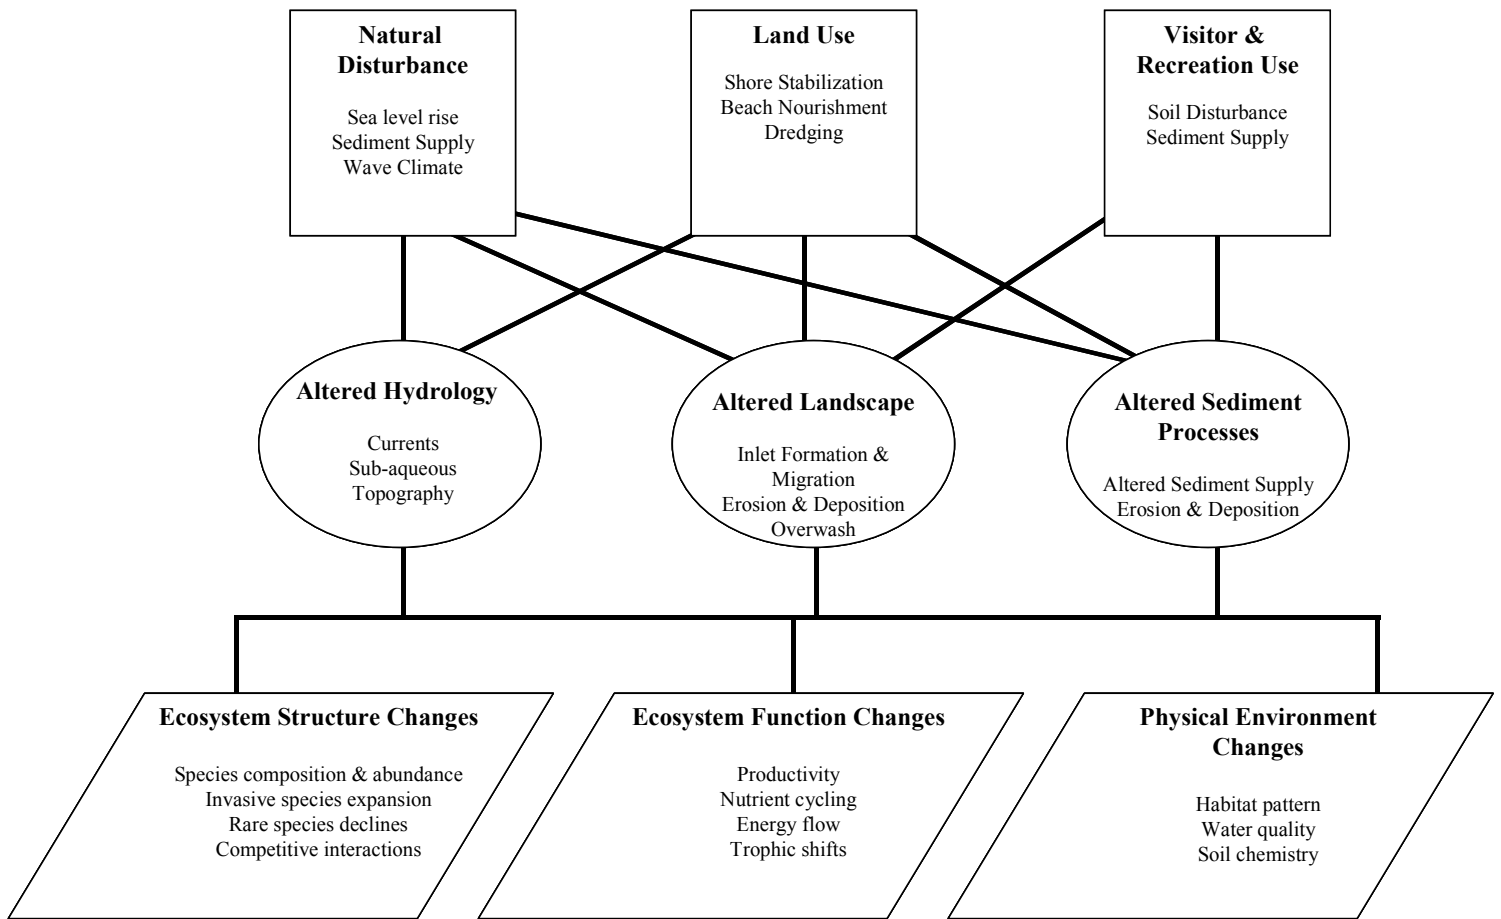 Natural
Disturbance
Sea level rise
Sediment Supply
Wave Climate
Land Use
Shore Stabilization
Beach Nourishment
Dredging
Visitor &
Recreation Use
Soil Disturbance
Sediment Supply
Altered Hydrology
Currents
Sub-aqueous
Topography
Altered Landscape
Inlet Formation &
Migration
Erosion & Deposition
Overwash
Altered Sediment
Processes
Altered Sediment Supply
Erosion & Deposition
Ecosystem Structure Changes
Species composition & abundance
Invasive species expansion
Rare species declines
Competitive interactions
Ecosystem Function Changes
Productivity
Nutrient cycling
Energy flow
Trophic shifts
Physical Environment
Changes
Habitat pattern
Water quality
Soil chemistry